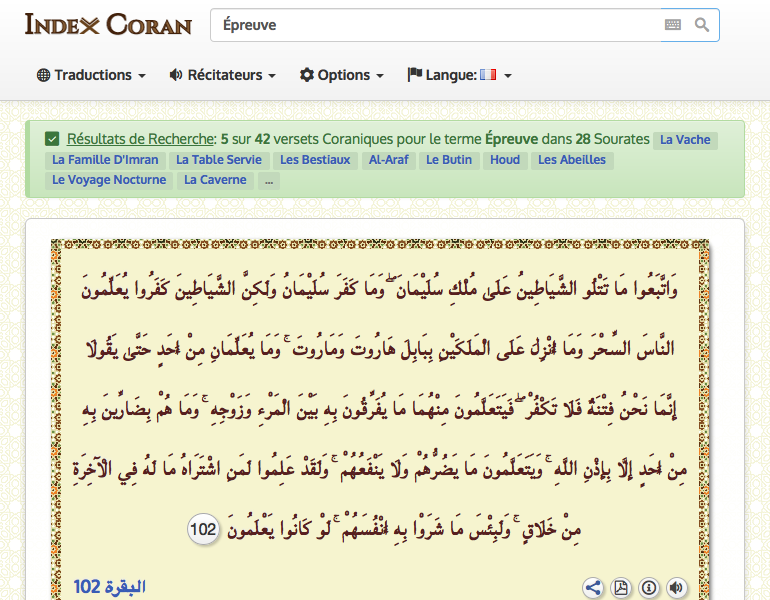 INDEX CORAN
Épreuve
Traductions Récitateurs Options Langue:
Résultats de Recherche: 5 sur 42 versets Coraniques pour le terme Épreuve dans 28 Sourates La Vache
La Famille D'Imran La Table Servie Les Bestiaux Al-Araf Le Butin Houd Les Abeilles
Le Voyage Nocturne La Caverne ...
وَاتَّبَعُوا مَا تَتْلُو الشَّيَاطِينُ عَلَىٰ مُلْكِ سُلَيْمَانَ ۖ وَمَا كَفَرَ سُلَيْمَانُ وَلَٰكِنَّ الشَّيَاطِينَ كَفَرُوا يُعَلِّمُونَ
النَّاسَ السِّحْرَ وَمَا أُنْزِلَ عَلَى الْمَلَكَيْنِ بِبَابِلَ هَارُوتَ وَمَارُوتَ ۚ وَمَا يُعَلِّمَانِ مِنْ أَحَدٍ حَتَّىٰ يَقُولَا
إِنَّمَا نَحْنُ فِتْنَةٌ فَلَا تَكْفُرْ ۖ فَيَتَعَلَّمُونَ مِنْهُمَا مَا يُفَرِّقُونَ بِهِ بَيْنَ الْمَرْءِ وَزَوْجِهِ ۚ وَمَا هُمْ بِضَارِّينَ بِهِ
مِنْ أَحَدٍ إِلَّا بِإِذْنِ اللَّهِ ۚ وَيَتَعَلَّمُونَ مَا يَضُرُّهُمْ وَلَا يَنْفَعُهُمْ ۚ وَلَقَدْ عَلِمُوا لَمَنِ اشْتَرَاهُ مَا لَهُ فِي الْآخِرَةِ
مِنْ خَلَاقٍ ۚ وَلَبِئْسَ مَا شَرَوْا بِهِ أَنْفُسَهُمْ ۚ لَوْ كَانُوا يَعْلَمُونَ 102
البقرة 102